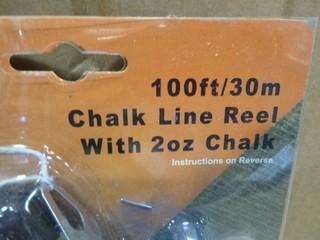 100ft/30m
Chalk Line Reel
With 2oz Chalk
Instructions on Reverse